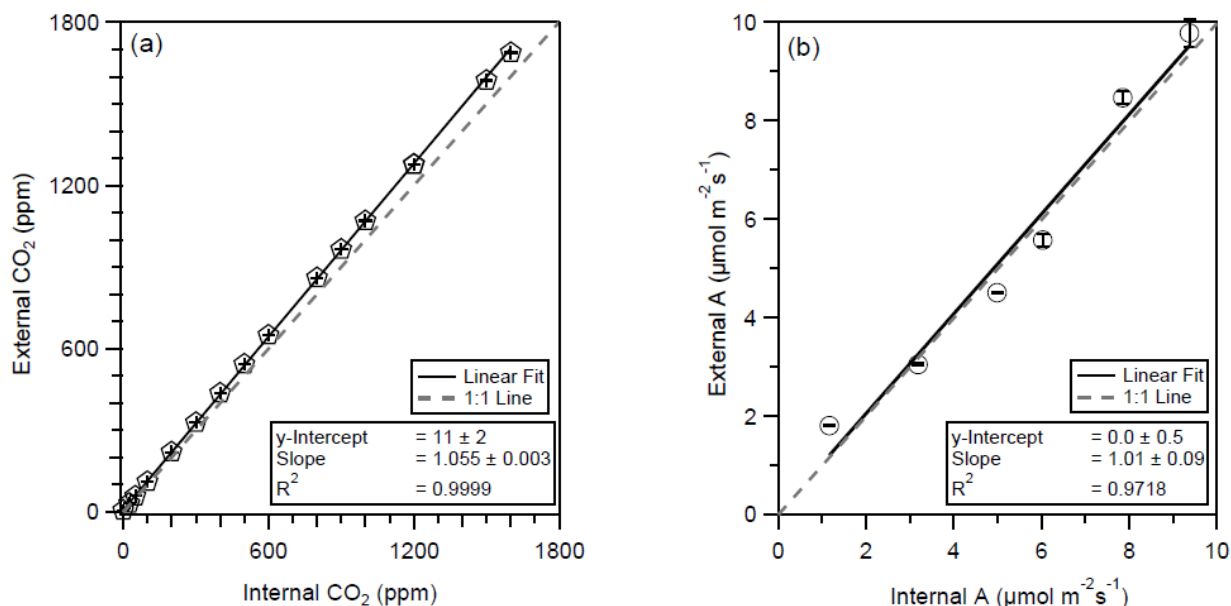 (a)
1800
1200
600
0
External CO₂ (ppm)
0
600
1200
1800
Internal CO₂ (ppm)
Linear Fit
1:1 Line
y-Intercept = 11 ± 2
Slope = 1.055 ± 0.003
R² = 0.9999
(b)
10
8
6
4
2
0
External A (µmol m⁻² s⁻¹)
0
2
4
6
8
10
Internal A (µmol m⁻²s⁻¹)
Linear Fit
1:1 Line
y-Intercept = 0.0 ± 0.5
Slope = 1.01 ± 0.09
R² = 0.9718